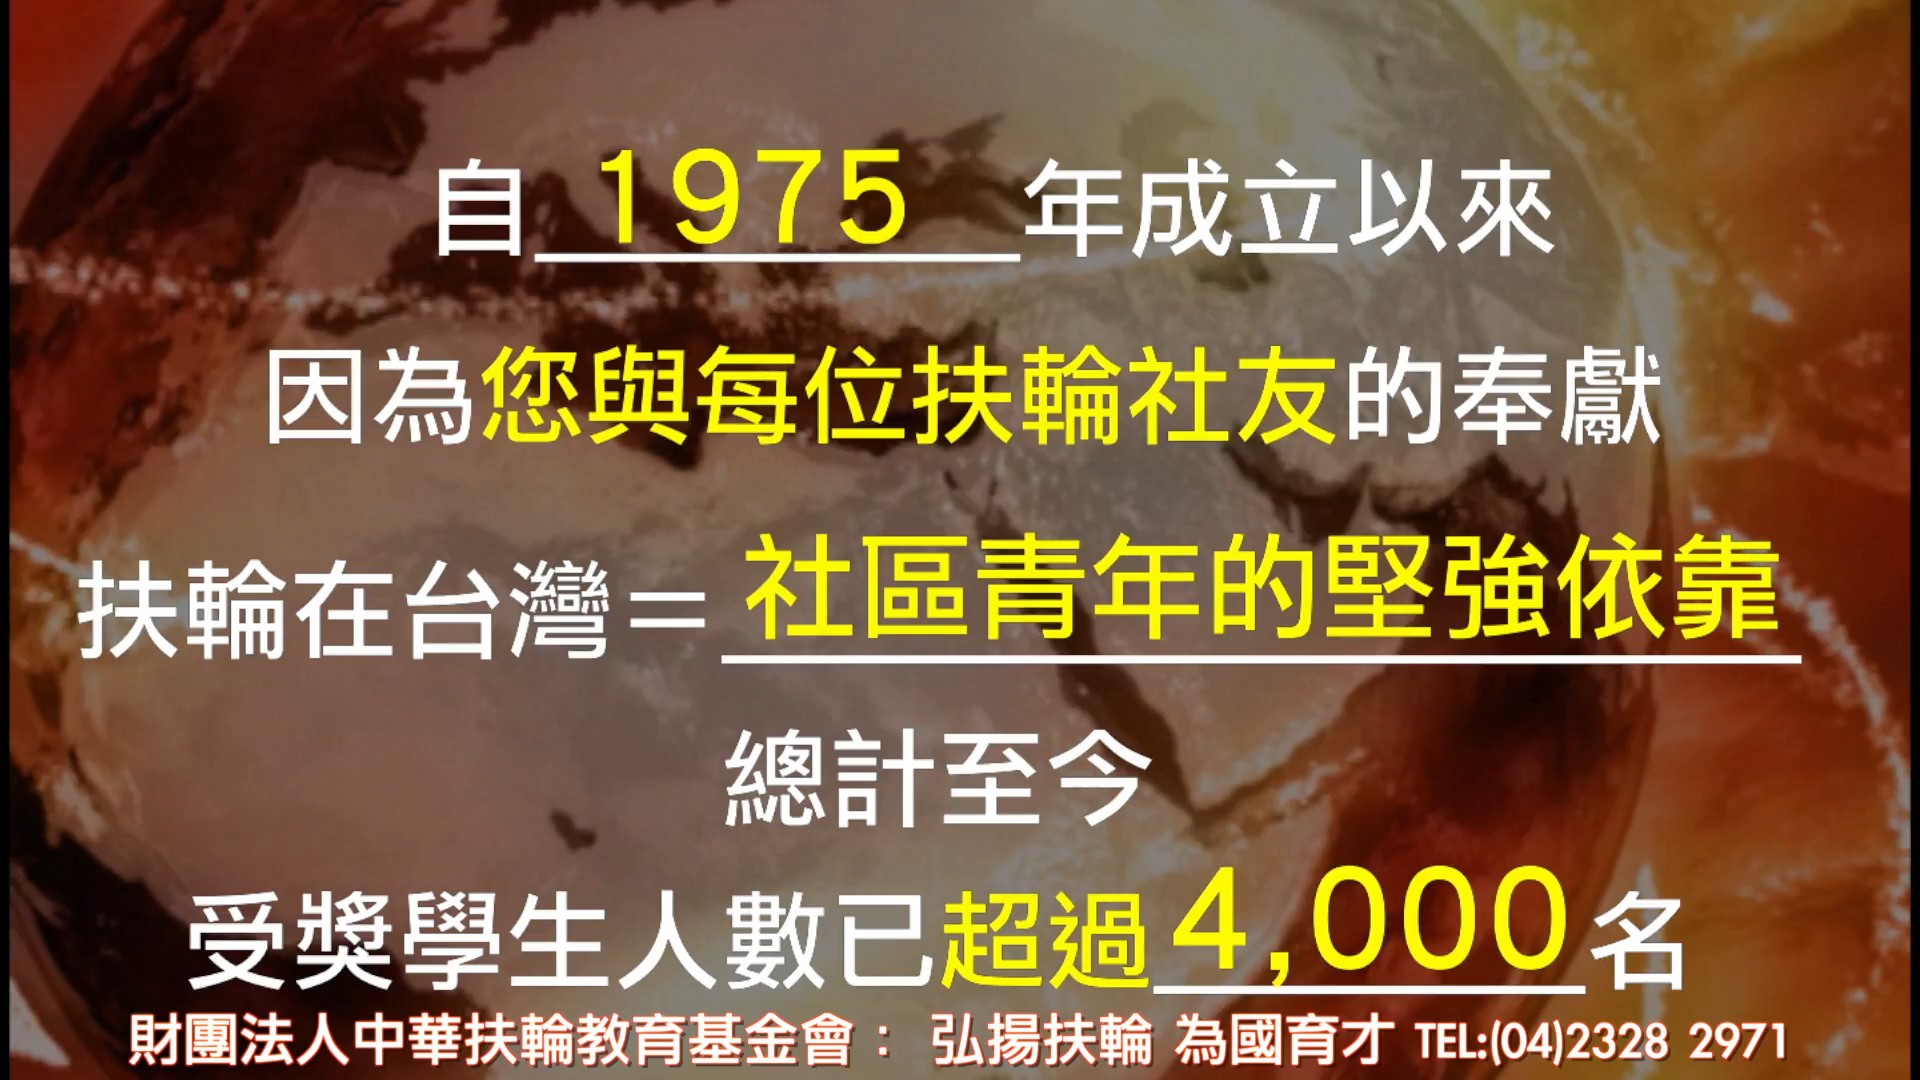 自 1975 年成立以來
因為您與每位扶輪社友的奉獻
扶輪在台灣=社區青年的堅強依靠
總計至今
受獎學生人數已超過4,000名
財團法人中華扶輪教育基金會： 弘揚扶輪 為國育才 TEL:(04)2328 2971